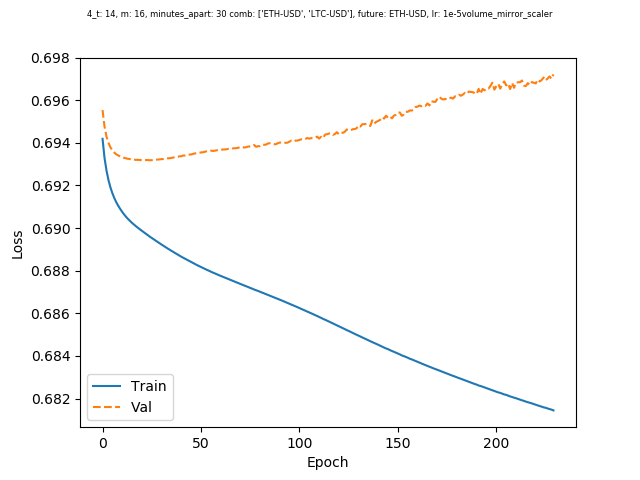 4_t: 14, m: 16, minutes_apart: 30 comb: ['ETH-USD', 'LTC-USD'], future: ETH-USD, lr: 1e-5volume_mirror_scaler
0.698
0.696
0.694
0.692
0.690
0.688
0.686
0.684
0.682
Loss
Train
Val
0 50 100 150 200
Epoch